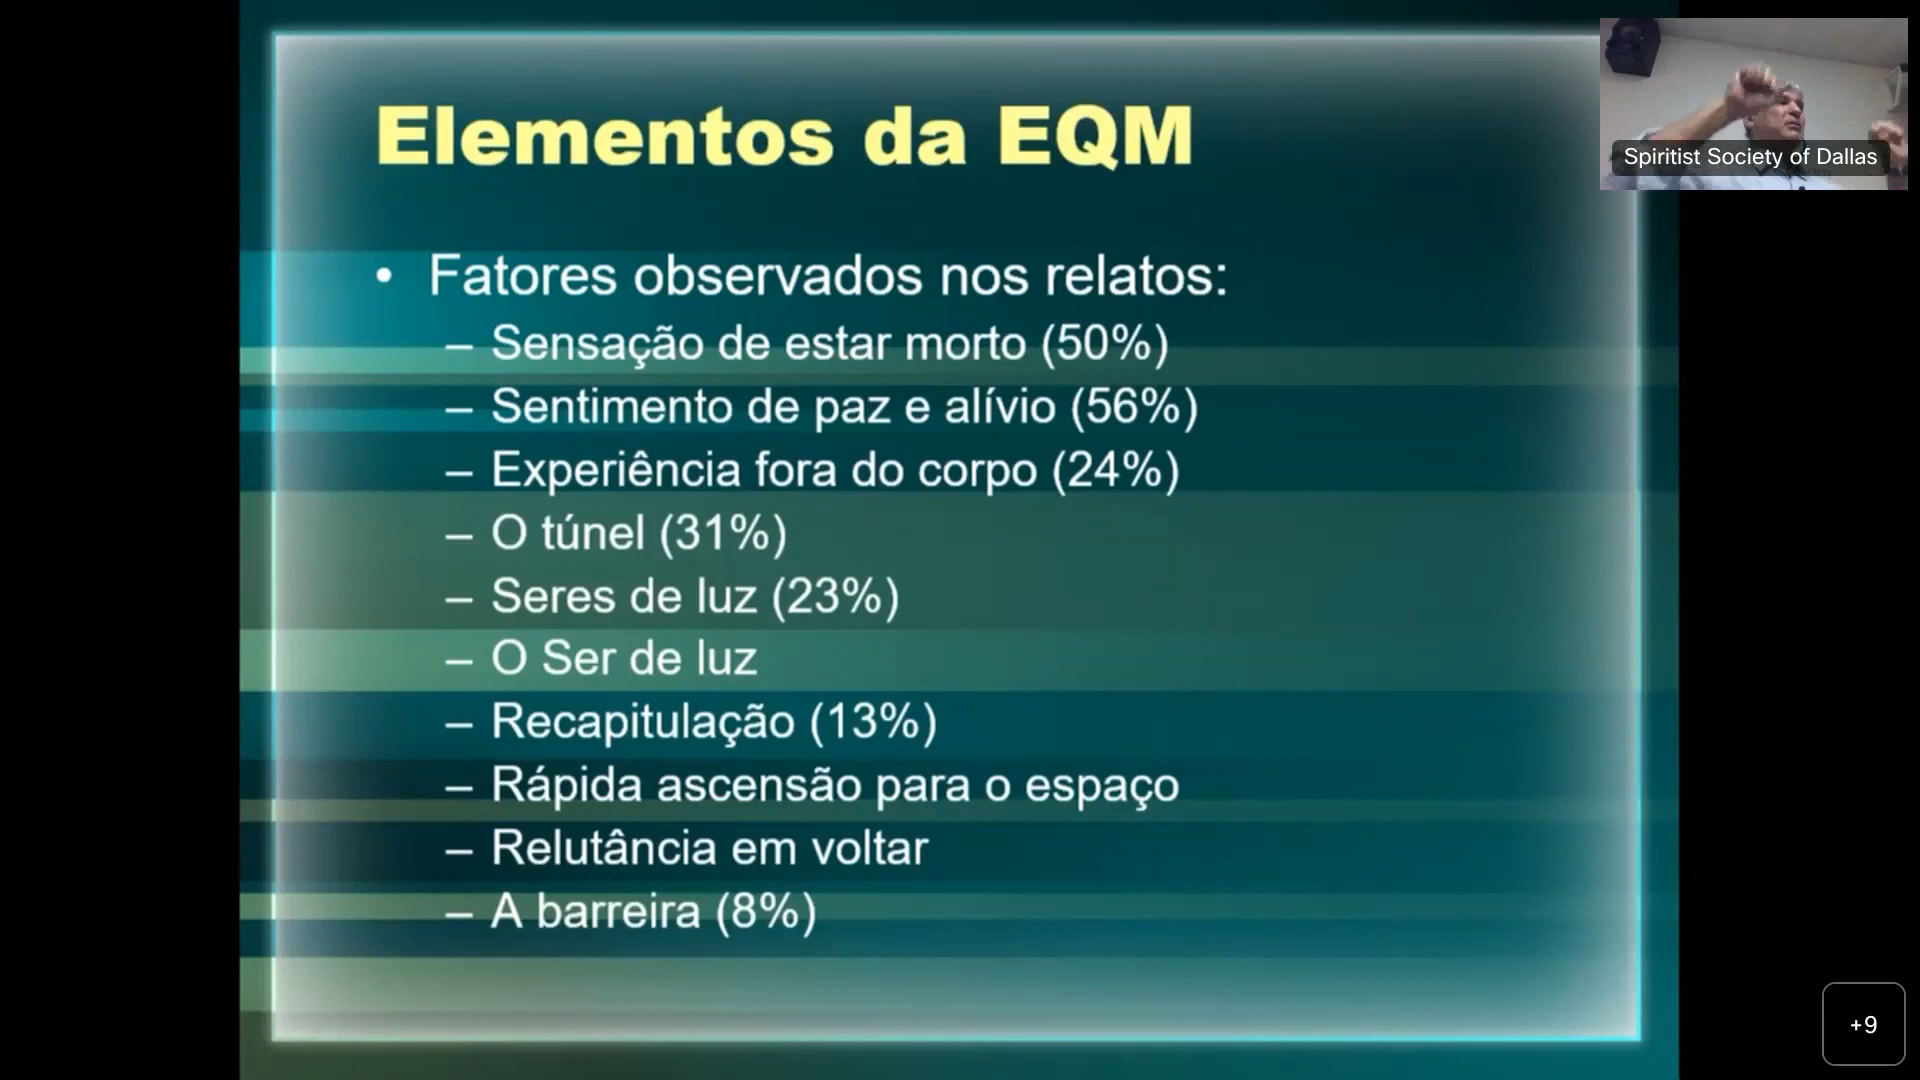 Elementos da EQM
Spiritist Society of Dallas
• Fatores observados nos relatos:
– Sensação de estar morto (50%)
– Sentimento de paz e alívio (56%)
– Experiência fora do corpo (24%)
– O túnel (31%)
– Seres de luz (23%)
– O Ser de luz
– Recapitulação (13%)
– Rápida ascensão para o espaço
– Relutância em voltar
– A barreira (8%)
+9